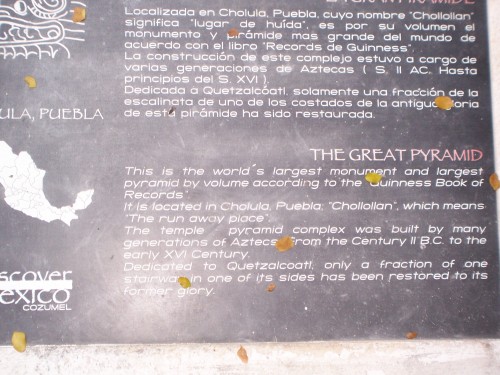 LA GRAN PIRAMIDE
Localizada en Cholula, Puebla, cuyo nombre "Chollollan"
significa "lugar de huída", es por su volumen el
monumento y pirámide mas grande del mundo de
acuerdo con el libro "Records de Guinness".
La construcción de este complejo estuvo a cargo de
varias generaciones de Aztecas ( S. II AC. Hasta
principios del S. XVI ).
Dedicada a Quetzalcóatl, solamente una fracción de la
escalinata de uno de los costados de la antigua
de esta pirámide ha sido restaurada.
ULA, PUEBLA
THE GREAT PYRAMID
This is the world´s largest monument and largest
pyramid by volume according to the "Guinness Book of
Records".
It is located in Cholula, Puebla; "Chollollan", which means
"The run away place".
The temple pyramid complex was built by many
generations of Aztecs from the Century II B.C. to the
early XVI Century.
Dedicated to Quetzalcoatl, only a fraction of one
stairway in one of its sides has been restored to its
former glory.
scover
exico
COZUMEL